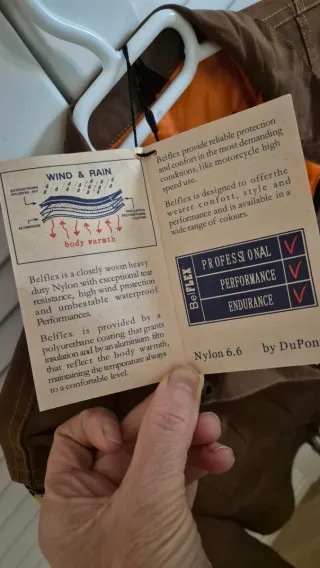 WIND & RAIN
ALUMINIUM
body warmth
Belflex is a closely woven heavy
duty Nylon with exceptional tear
resistance, high wind protection
and umbeatable waterproof
Performances.
Belflex is provided by a
polyurethane coating that grants
insulation and by an aluminium film
that reflect the body warmth,
maintaining the temperature always
to a confortable level.
Belflex provide reliable protection
and confort in the most demanding
conditions, like motorcycle high
speed use.
Belflex is designed to offer the
wearer confort, style and
performance and is available in a
wide range of colours.
BelFLEX
PROFESSIONAL
PERFORMANCE
ENDURANCE
Nylon 6.6 by DuPon